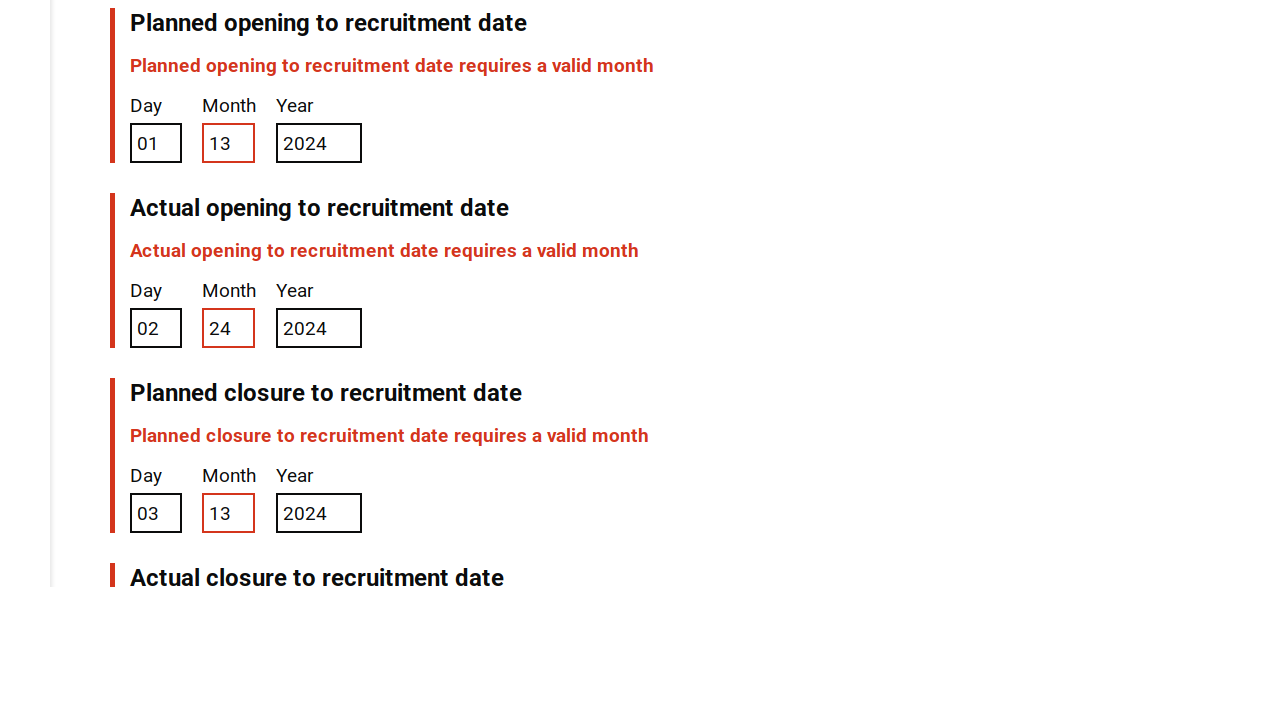 Planned opening to recruitment date
Planned opening to recruitment date requires a valid month
Day Month Year
01 13 2024
Actual opening to recruitment date
Actual opening to recruitment date requires a valid month
Day Month Year
02 24 2024
Planned closure to recruitment date
Planned closure to recruitment date requires a valid month
Day Month Year
03 13 2024
Actual closure to recruitment date